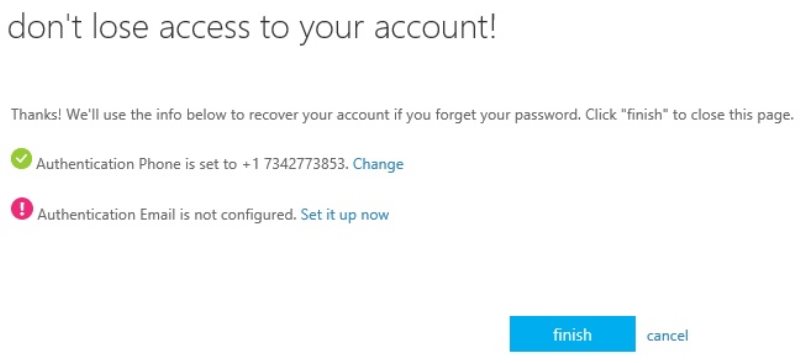 don't lose access to your account!
Thanks! We'll use the info below to recover your account if you forget your password. Click "finish" to close this page.
Authentication Phone is set to +1 7342773853. Change
Authentication Email is not configured. Set it up now
finish cancel